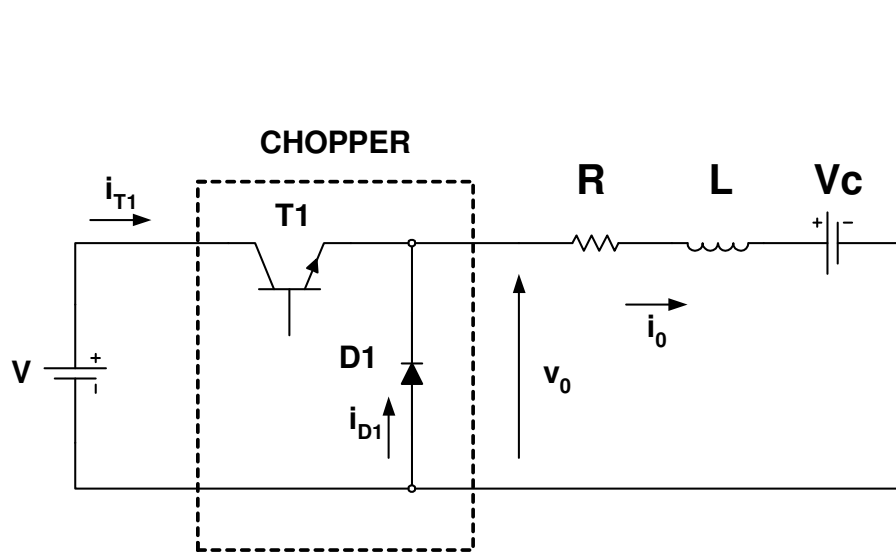 CHOPPER
R L Vc
i_T1
T1
+ −
i_0
D1
V + −
v_0
i_D1